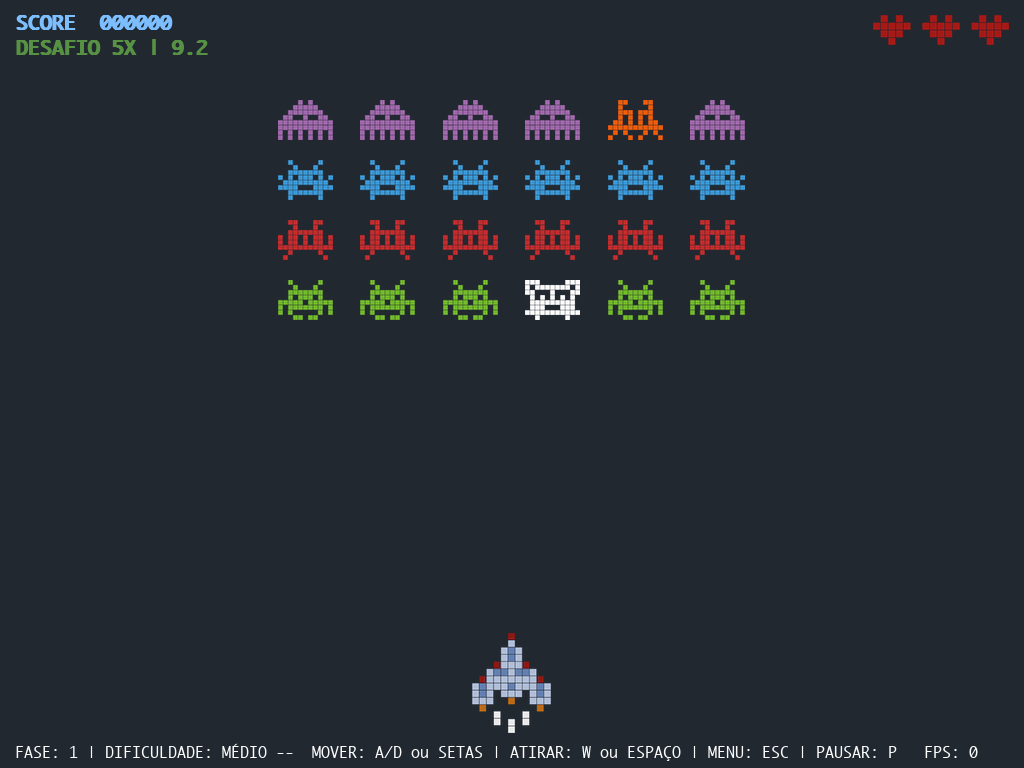 SCORE  000000
DESAFIO 5X | 9.2
FASE: 1 | DIFICULDADE: MÉDIO --  MOVER: A/D ou SETAS | ATIRAR: W ou ESPAÇO | MENU: ESC | PAUSAR: P   FPS: 0